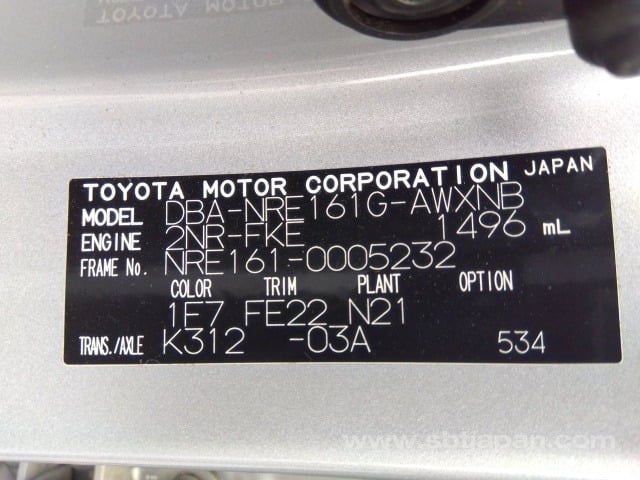 TOYOTA MOTOR CORPORATION JAPAN
MODEL DBA-NRE161G-AWXNB
ENGINE 2NR-FKE 1496 mL
FRAME No. NRE161-0005232
COLOR TRIM PLANT OPTION
1E7 FE22 N21
TRANS./AXLE K312 -03A 534
www.sbtjapan.com